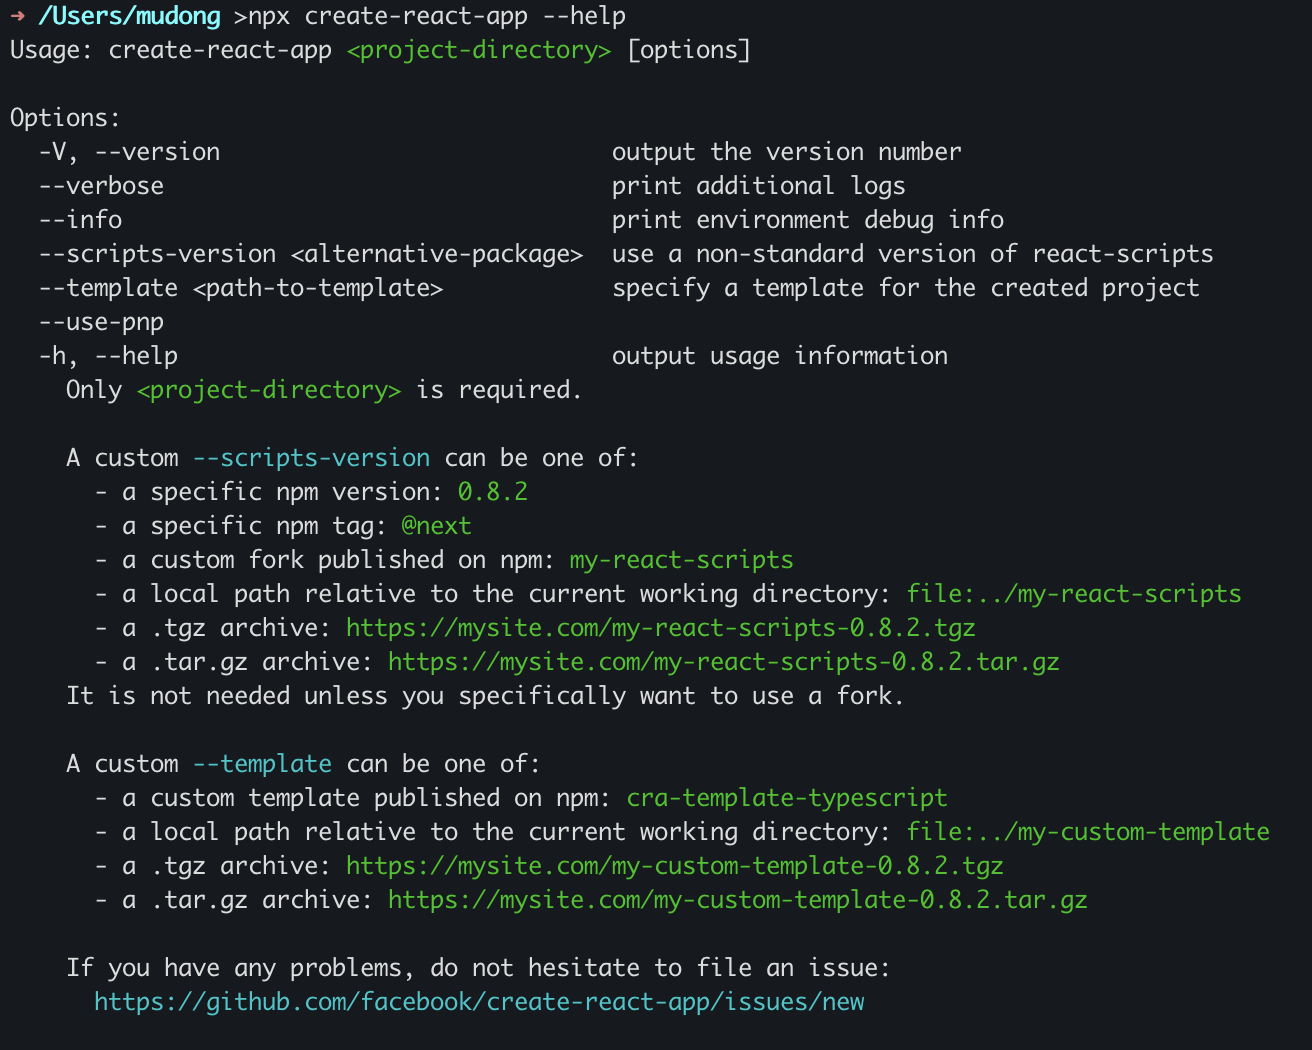 → /Users/mudong >npx create-react-app --help
Usage: create-react-app <project-directory> [options]

Options:
  -V, --version                            output the version number
  --verbose                                print additional logs
  --info                                   print environment debug info
  --scripts-version <alternative-package>  use a non-standard version of react-scripts
  --template <path-to-template>            specify a template for the created project
  --use-pnp
  -h, --help                               output usage information
    Only <project-directory> is required.

    A custom --scripts-version can be one of:
      - a specific npm version: 0.8.2
      - a specific npm tag: @next
      - a custom fork published on npm: my-react-scripts
      - a local path relative to the current working directory: file:../my-react-scripts
      - a .tgz archive: https://mysite.com/my-react-scripts-0.8.2.tgz
      - a .tar.gz archive: https://mysite.com/my-react-scripts-0.8.2.tar.gz
    It is not needed unless you specifically want to use a fork.

    A custom --template can be one of:
      - a custom template published on npm: cra-template-typescript
      - a local path relative to the current working directory: file:../my-custom-template
      - a .tgz archive: https://mysite.com/my-custom-template-0.8.2.tgz
      - a .tar.gz archive: https://mysite.com/my-custom-template-0.8.2.tar.gz

    If you have any problems, do not hesitate to file an issue:
      https://github.com/facebook/create-react-app/issues/new